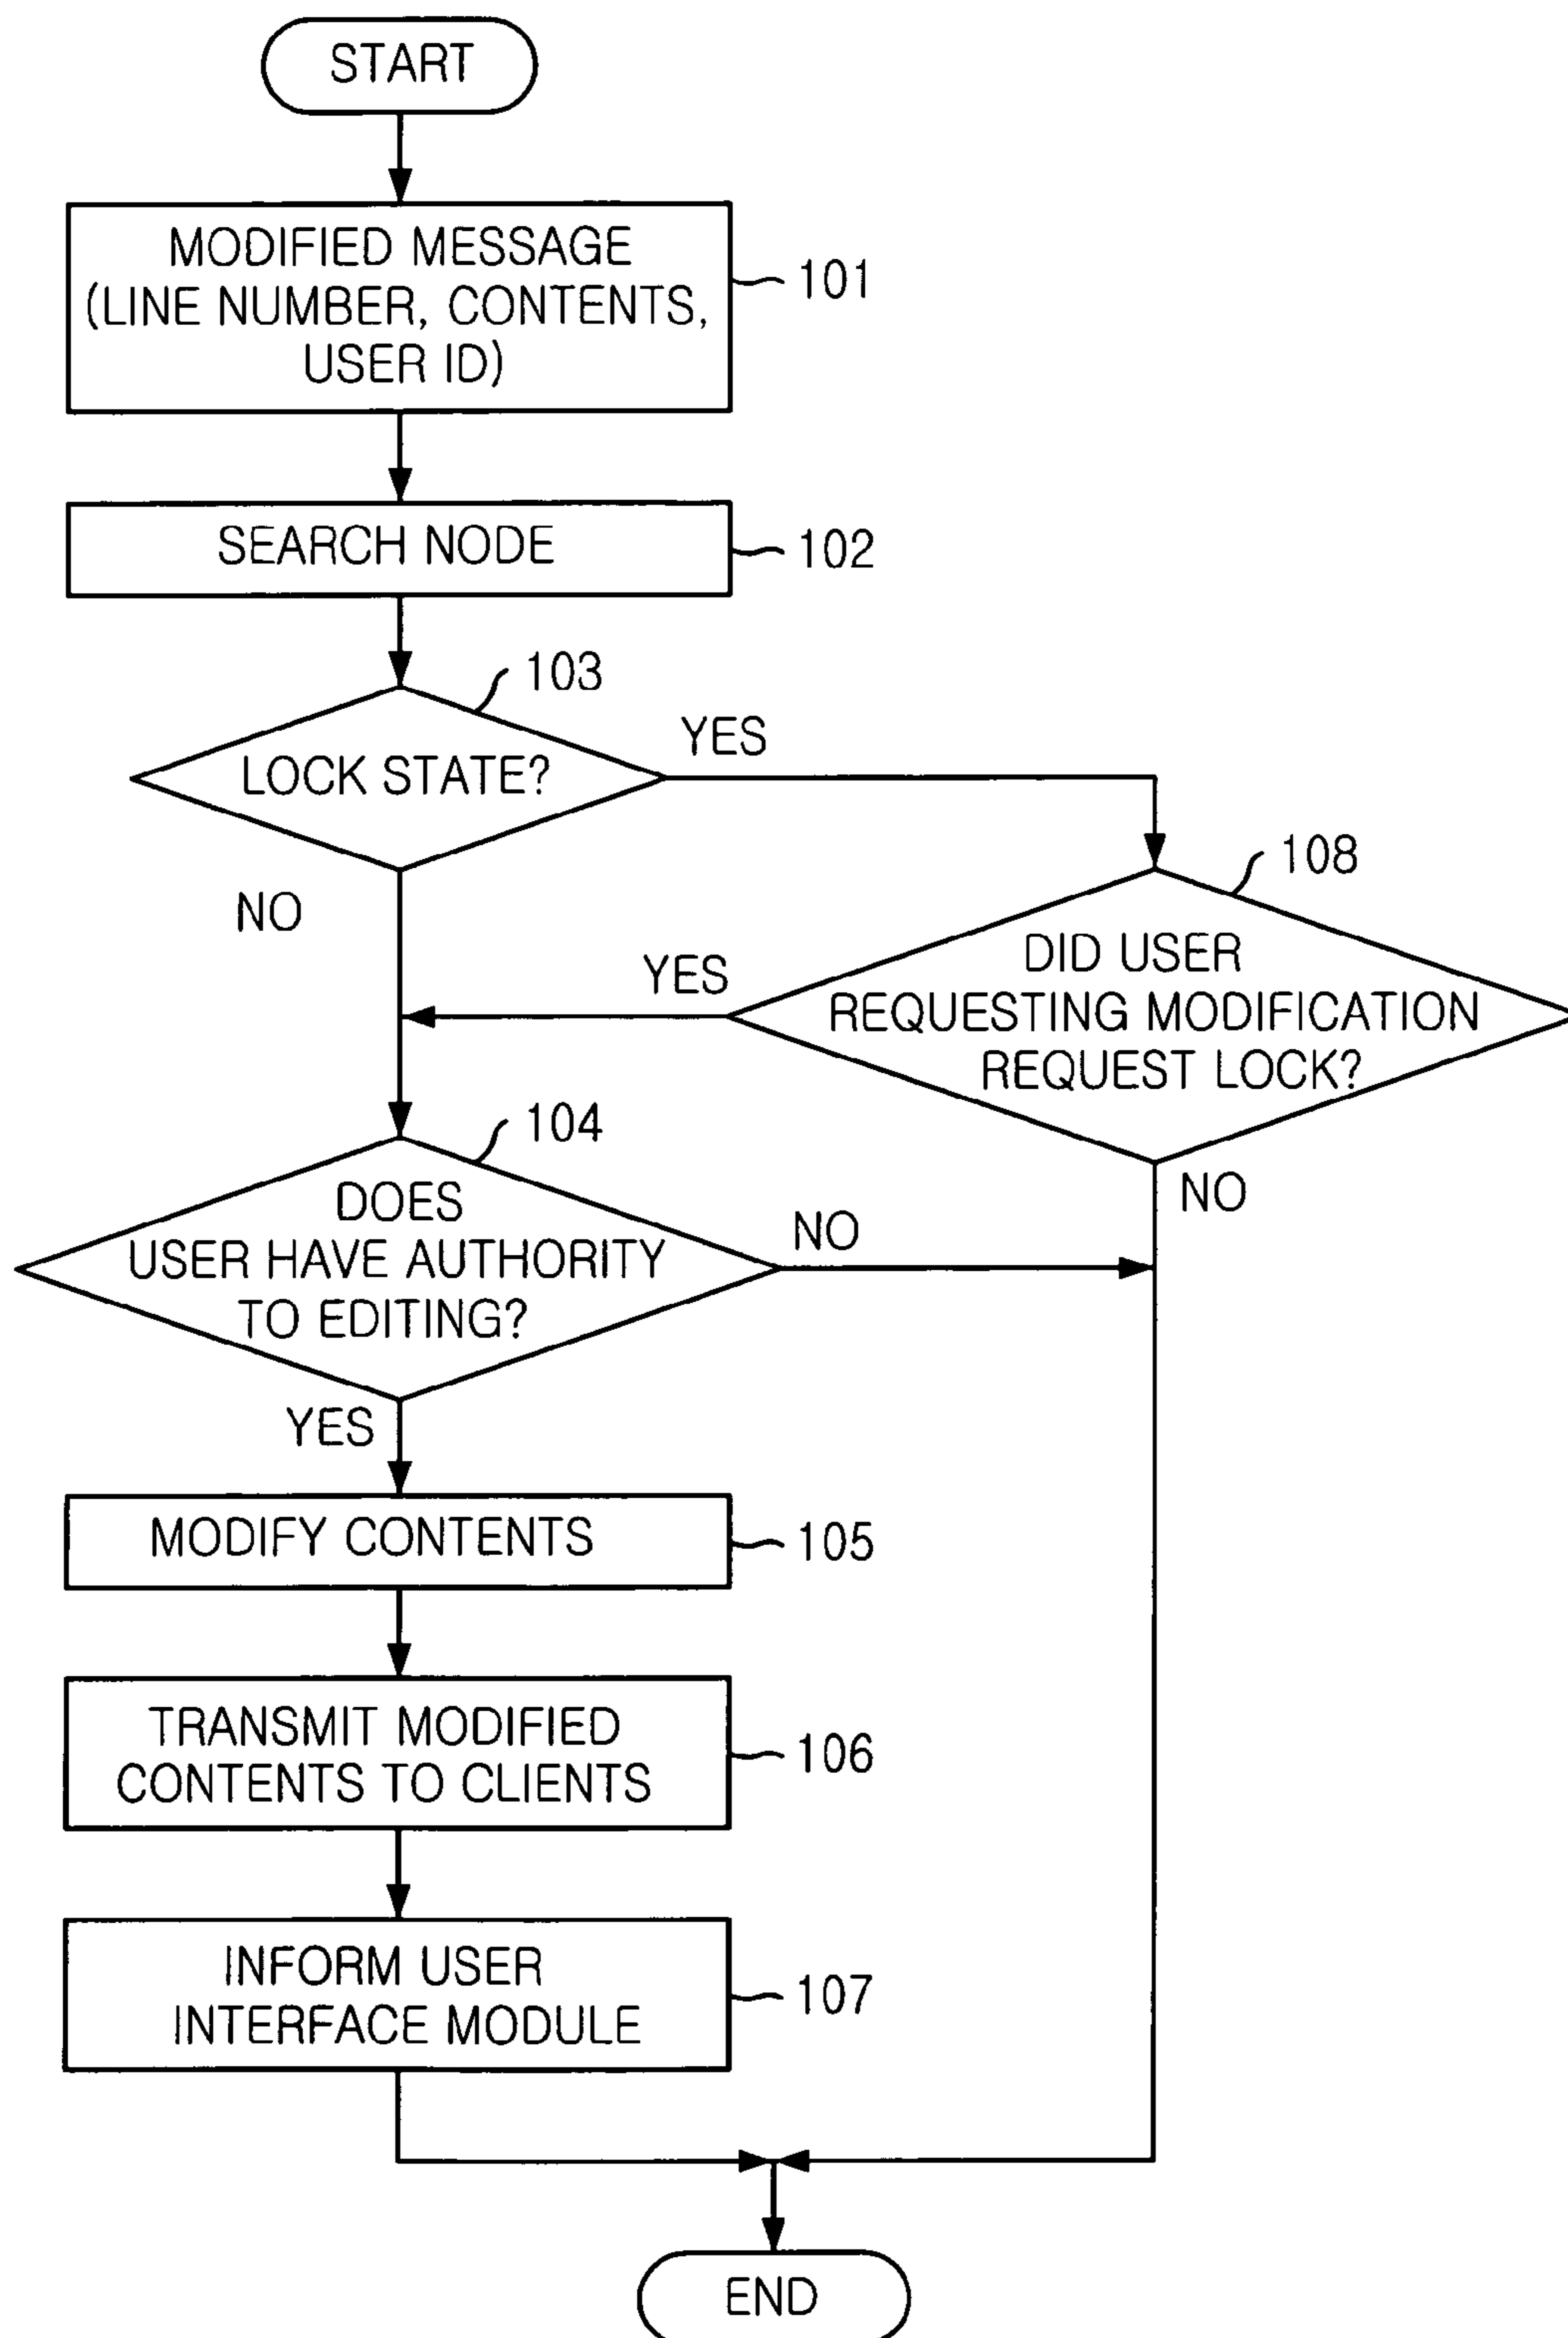 START
MODIFIED MESSAGE
(LINE NUMBER, CONTENTS,
USER ID)
101
SEARCH NODE
102
103
LOCK STATE?
YES
NO
108
DID USER
REQUESTING MODIFICATION
REQUEST LOCK?
YES
NO
104
DOES
USER HAVE AUTHORITY
TO EDITING?
NO
YES
MODIFY CONTENTS
105
TRANSMIT MODIFIED
CONTENTS TO CLIENTS
106
INFORM USER
INTERFACE MODULE
107
END